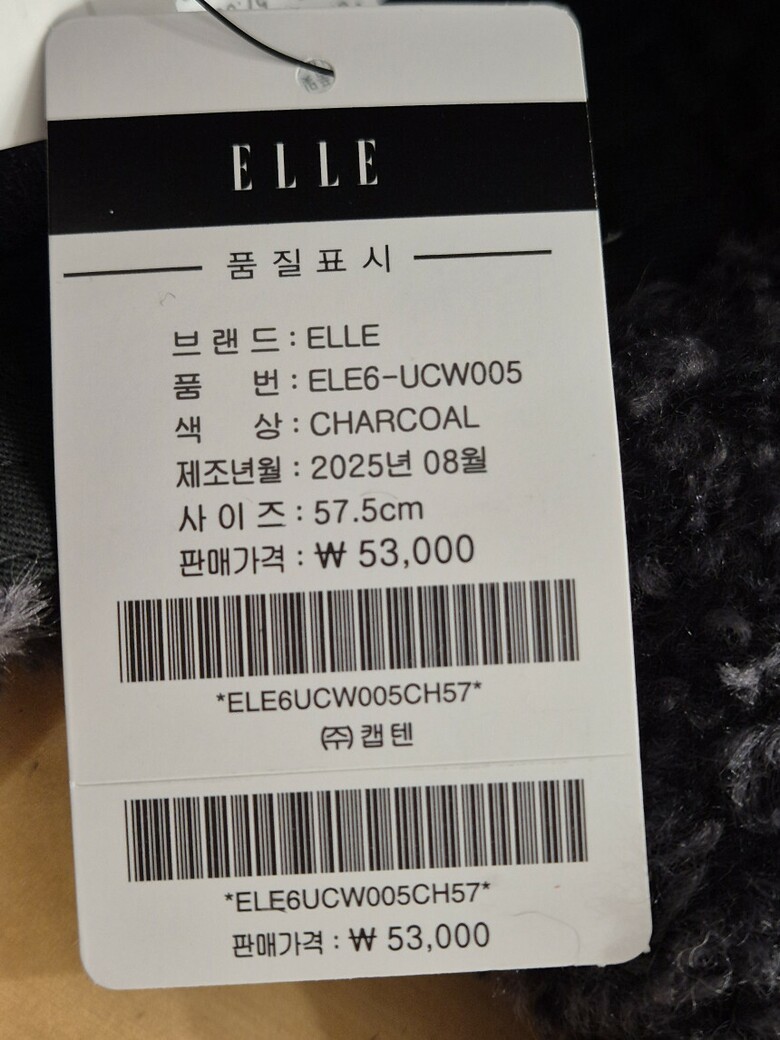 ELLE
품질표시
브랜드 : ELLE
품 번 : ELE6-UCW005
색 상 : CHARCOAL
제조년월 : 2025년 08월
사이즈 : 57.5cm
판매가격 : ₩ 53,000
*ELE6UCW005CH57*
㈜캡텐
*ELE6UCW005CH57*
판매가격 : ₩ 53,000